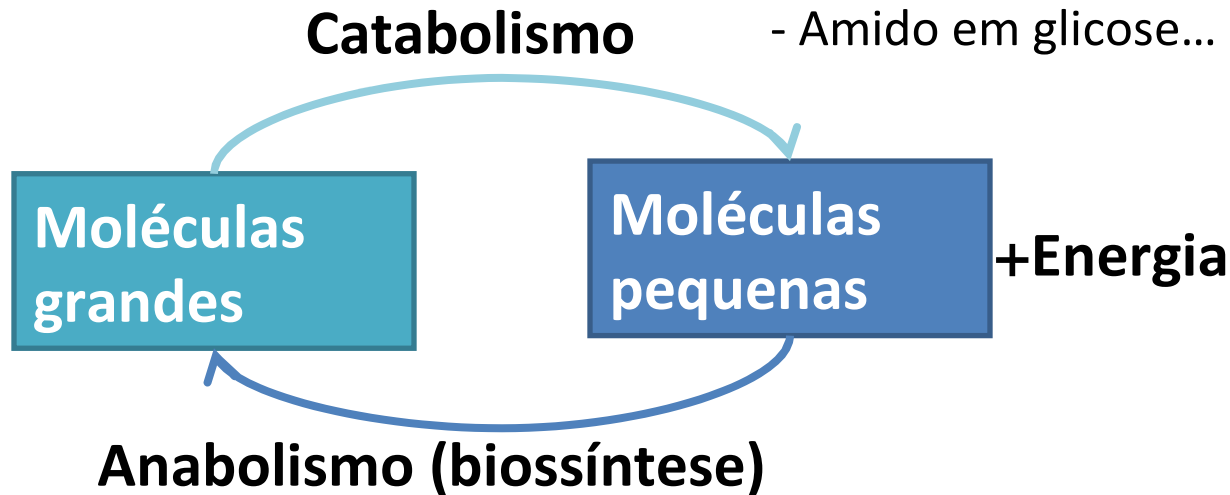 Catabolismo
- Amido em glicose…
Moléculas
grandes
Moléculas
pequenas
+Energia
Anabolismo (biossíntese)